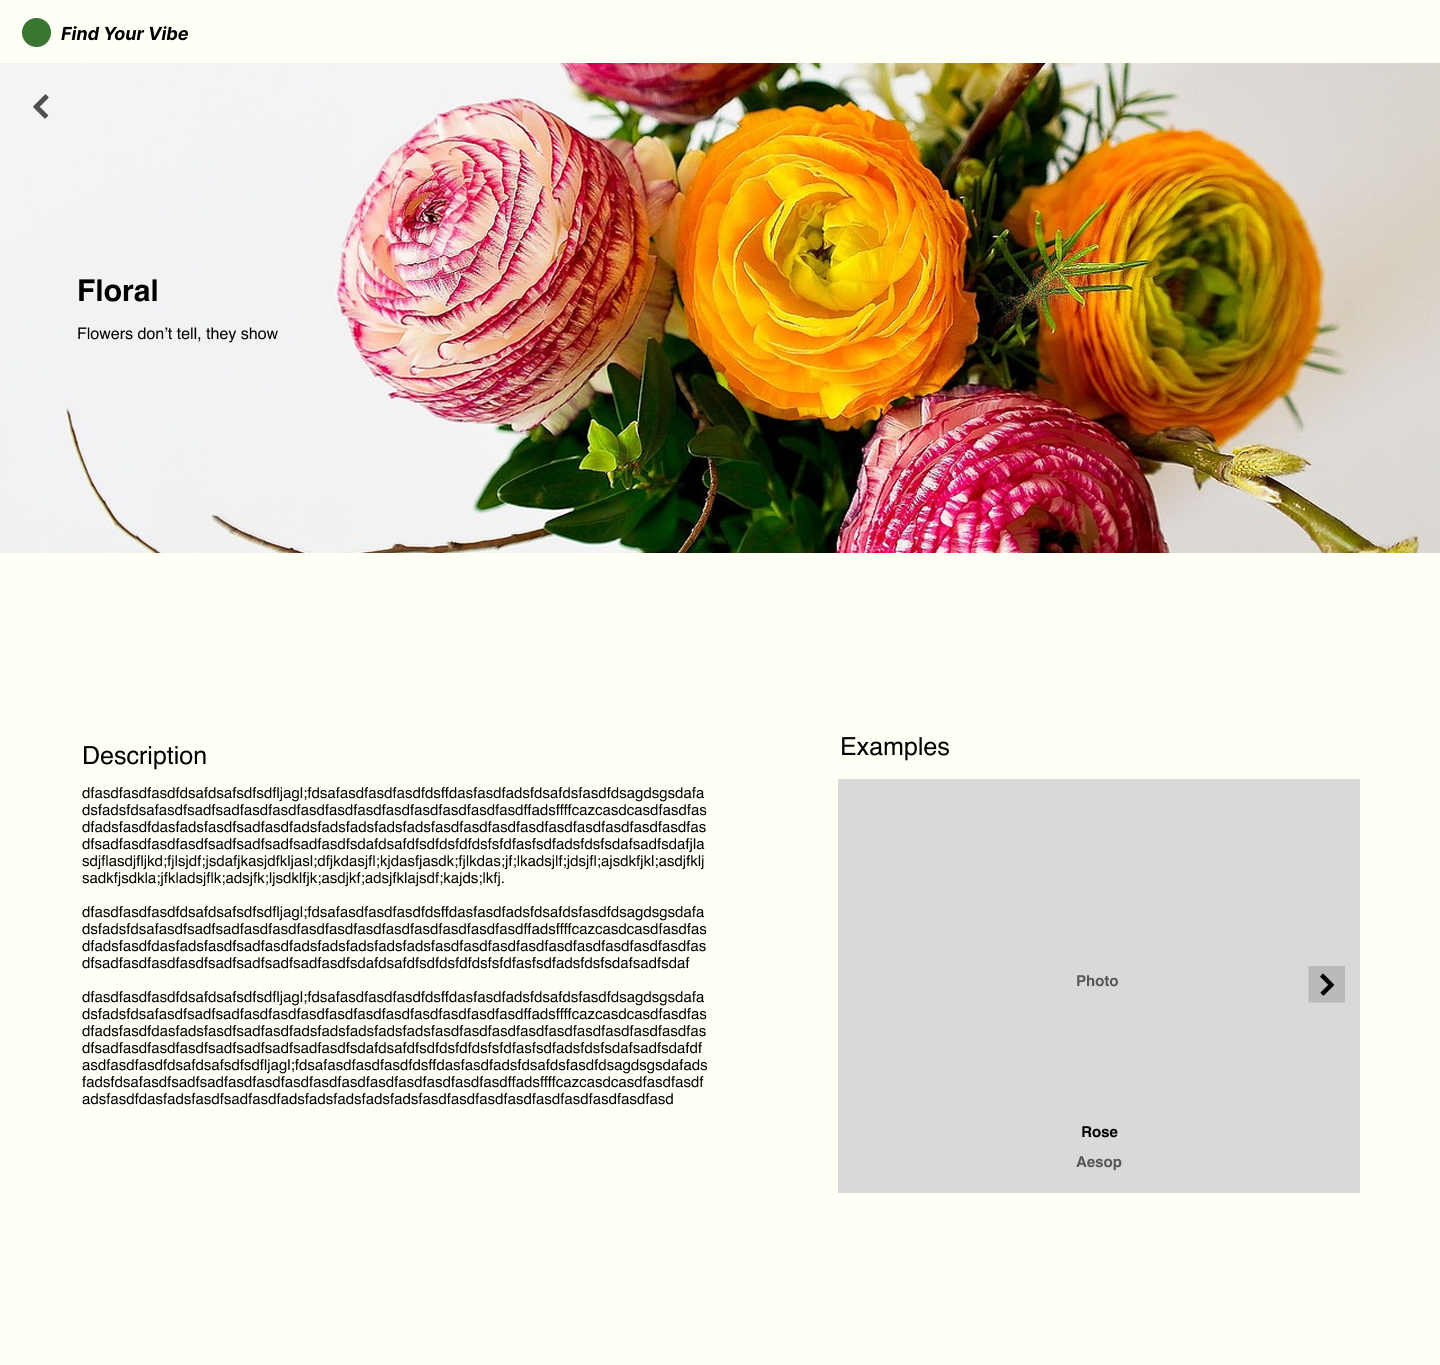 Find Your Vibe
Floral
Flowers don’t tell, they show
Description
dfasdfasdfasdfdsafdsafsdfsdfljagl;fdsafasdfasdfasdfdsffdasfasdfadsfdsafdsfasdfdsagdsgsdafa
dsfadsfdsafasdfsadfsadfasdfasdfasdfasdfasdfasdfasdfasdfasdfasdffadsffffcazcasdcasdfasdfas
dfadsfasdfdasfadsfasdfsadfasdfadsfadsfadsfadsfadsfasdfasdfasdfasdfasdfasdfasdfasdfasdfas
dfsadfasdfasdfasdfsadfsadfsadfsadfasdfsdafdsafdfsdfdsfdfdsfsfdfasfsdfadsfdsfsdafsadfsdafjla
sdjflasdjfljkd;fjlsjdf;jsdafjkasjdfkljasl;dfjkdasjfl;kjdasfjasdk;fjlkdas;jf;lkadsjlf;jdsjfl;ajsdkfjkl;asdjfklj
sadkfjsdkla;jfkladsjflk;adsjfk;ljsdklfjk;asdjkf;adsjfklajsdf;kajds;lkfj.
dfasdfasdfasdfdsafdsafsdfsdfljagl;fdsafasdfasdfasdfdsffdasfasdfadsfdsafdsfasdfdsagdsgsdafa
dsfadsfdsafasdfsadfsadfasdfasdfasdfasdfasdfasdfasdfasdfasdfasdffadsffffcazcasdcasdfasdfas
dfadsfasdfdasfadsfasdfsadfasdfadsfadsfadsfadsfadsfasdfasdfasdfasdfasdfasdfasdfasdfasdfas
dfsadfasdfasdfasdfsadfsadfsadfsadfasdfsdafdsafdfsdfdsfdfdsfsfdfasfsdfadsfdsfsdafsadfsdaf
dfasdfasdfasdfdsafdsafsdfsdfljagl;fdsafasdfasdfasdfdsffdasfasdfadsfdsafdsfasdfdsagdsgsdafa
dsfadsfdsafasdfsadfsadfasdfasdfasdfasdfasdfasdfasdfasdfasdfasdffadsffffcazcasdcasdfasdfas
dfadsfasdfdasfadsfasdfsadfasdfadsfadsfadsfadsfadsfasdfasdfasdfasdfasdfasdfasdfasdfasdfas
dfsadfasdfasdfasdfsadfsadfsadfsadfasdfsdafdsafdfsdfdsfdfdsfsfdfasfsdfadsfdsfsdafsadfsdafdf
asdfasdfasdfdsafdsafsdfsdfljagl;fdsafasdfasdfasdfdsffdasfasdfadsfdsafdsfasdfdsagdsgsdafads
fadsfdsafasdfsadfsadfasdfasdfasdfasdfasdfasdfasdfasdfasdfasdffadsffffcazcasdcasdfasdfasdf
adsfasdfdasfadsfasdfsadfasdfadsfadsfadsfadsfadsfasdfasdfasdfasdfasdfasdfasdfasdfasd
Examples
Photo
Rose
Aesop